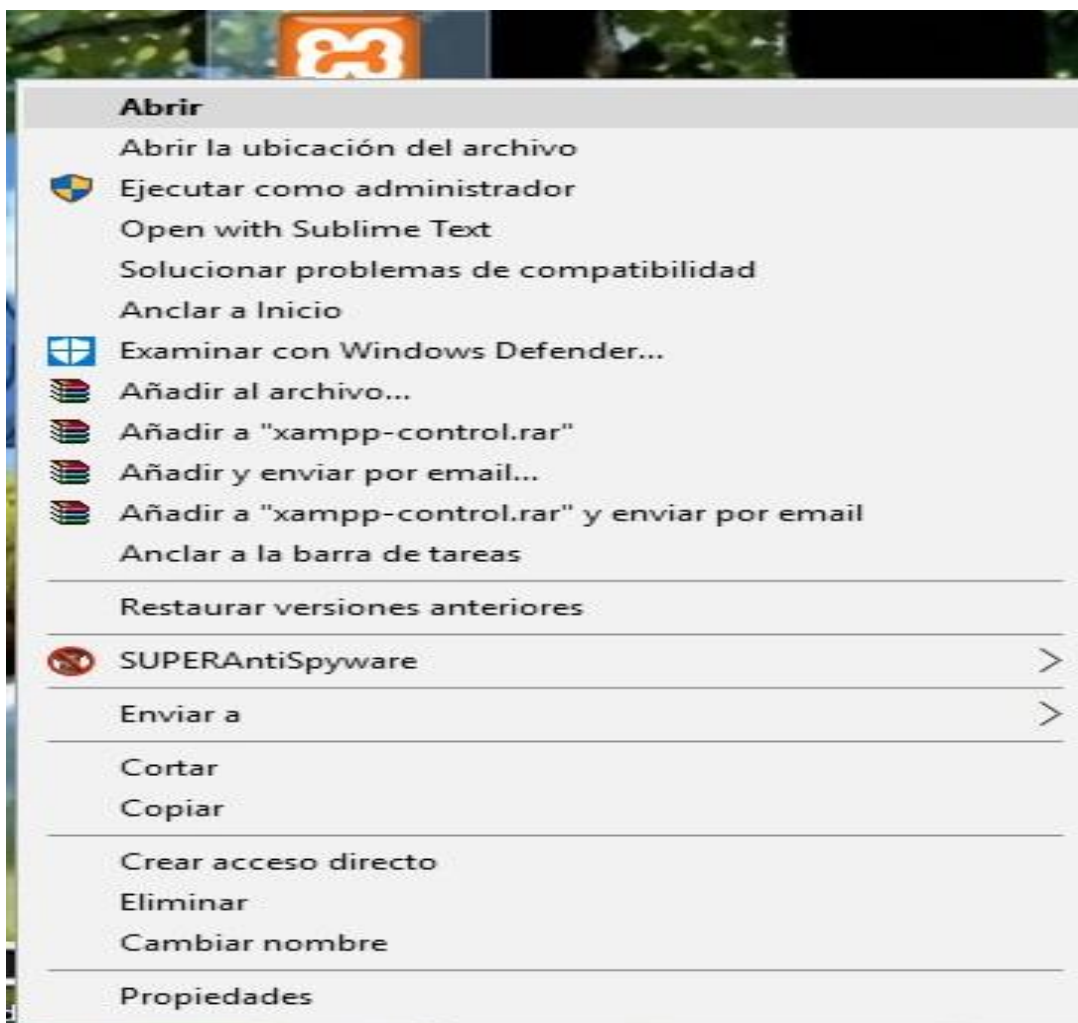 Abrir
Abrir la ubicación del archivo
Ejecutar como administrador
Open with Sublime Text
Solucionar problemas de compatibilidad
Anclar a Inicio
Examinar con Windows Defender...
Añadir al archivo...
Añadir a "xampp-control.rar"
Añadir y enviar por email...
Añadir a "xampp-control.rar" y enviar por email
Anclar a la barra de tareas
Restaurar versiones anteriores
SUPERAntiSpyware
Enviar a
Cortar
Copiar
Crear acceso directo
Eliminar
Cambiar nombre
Propiedades